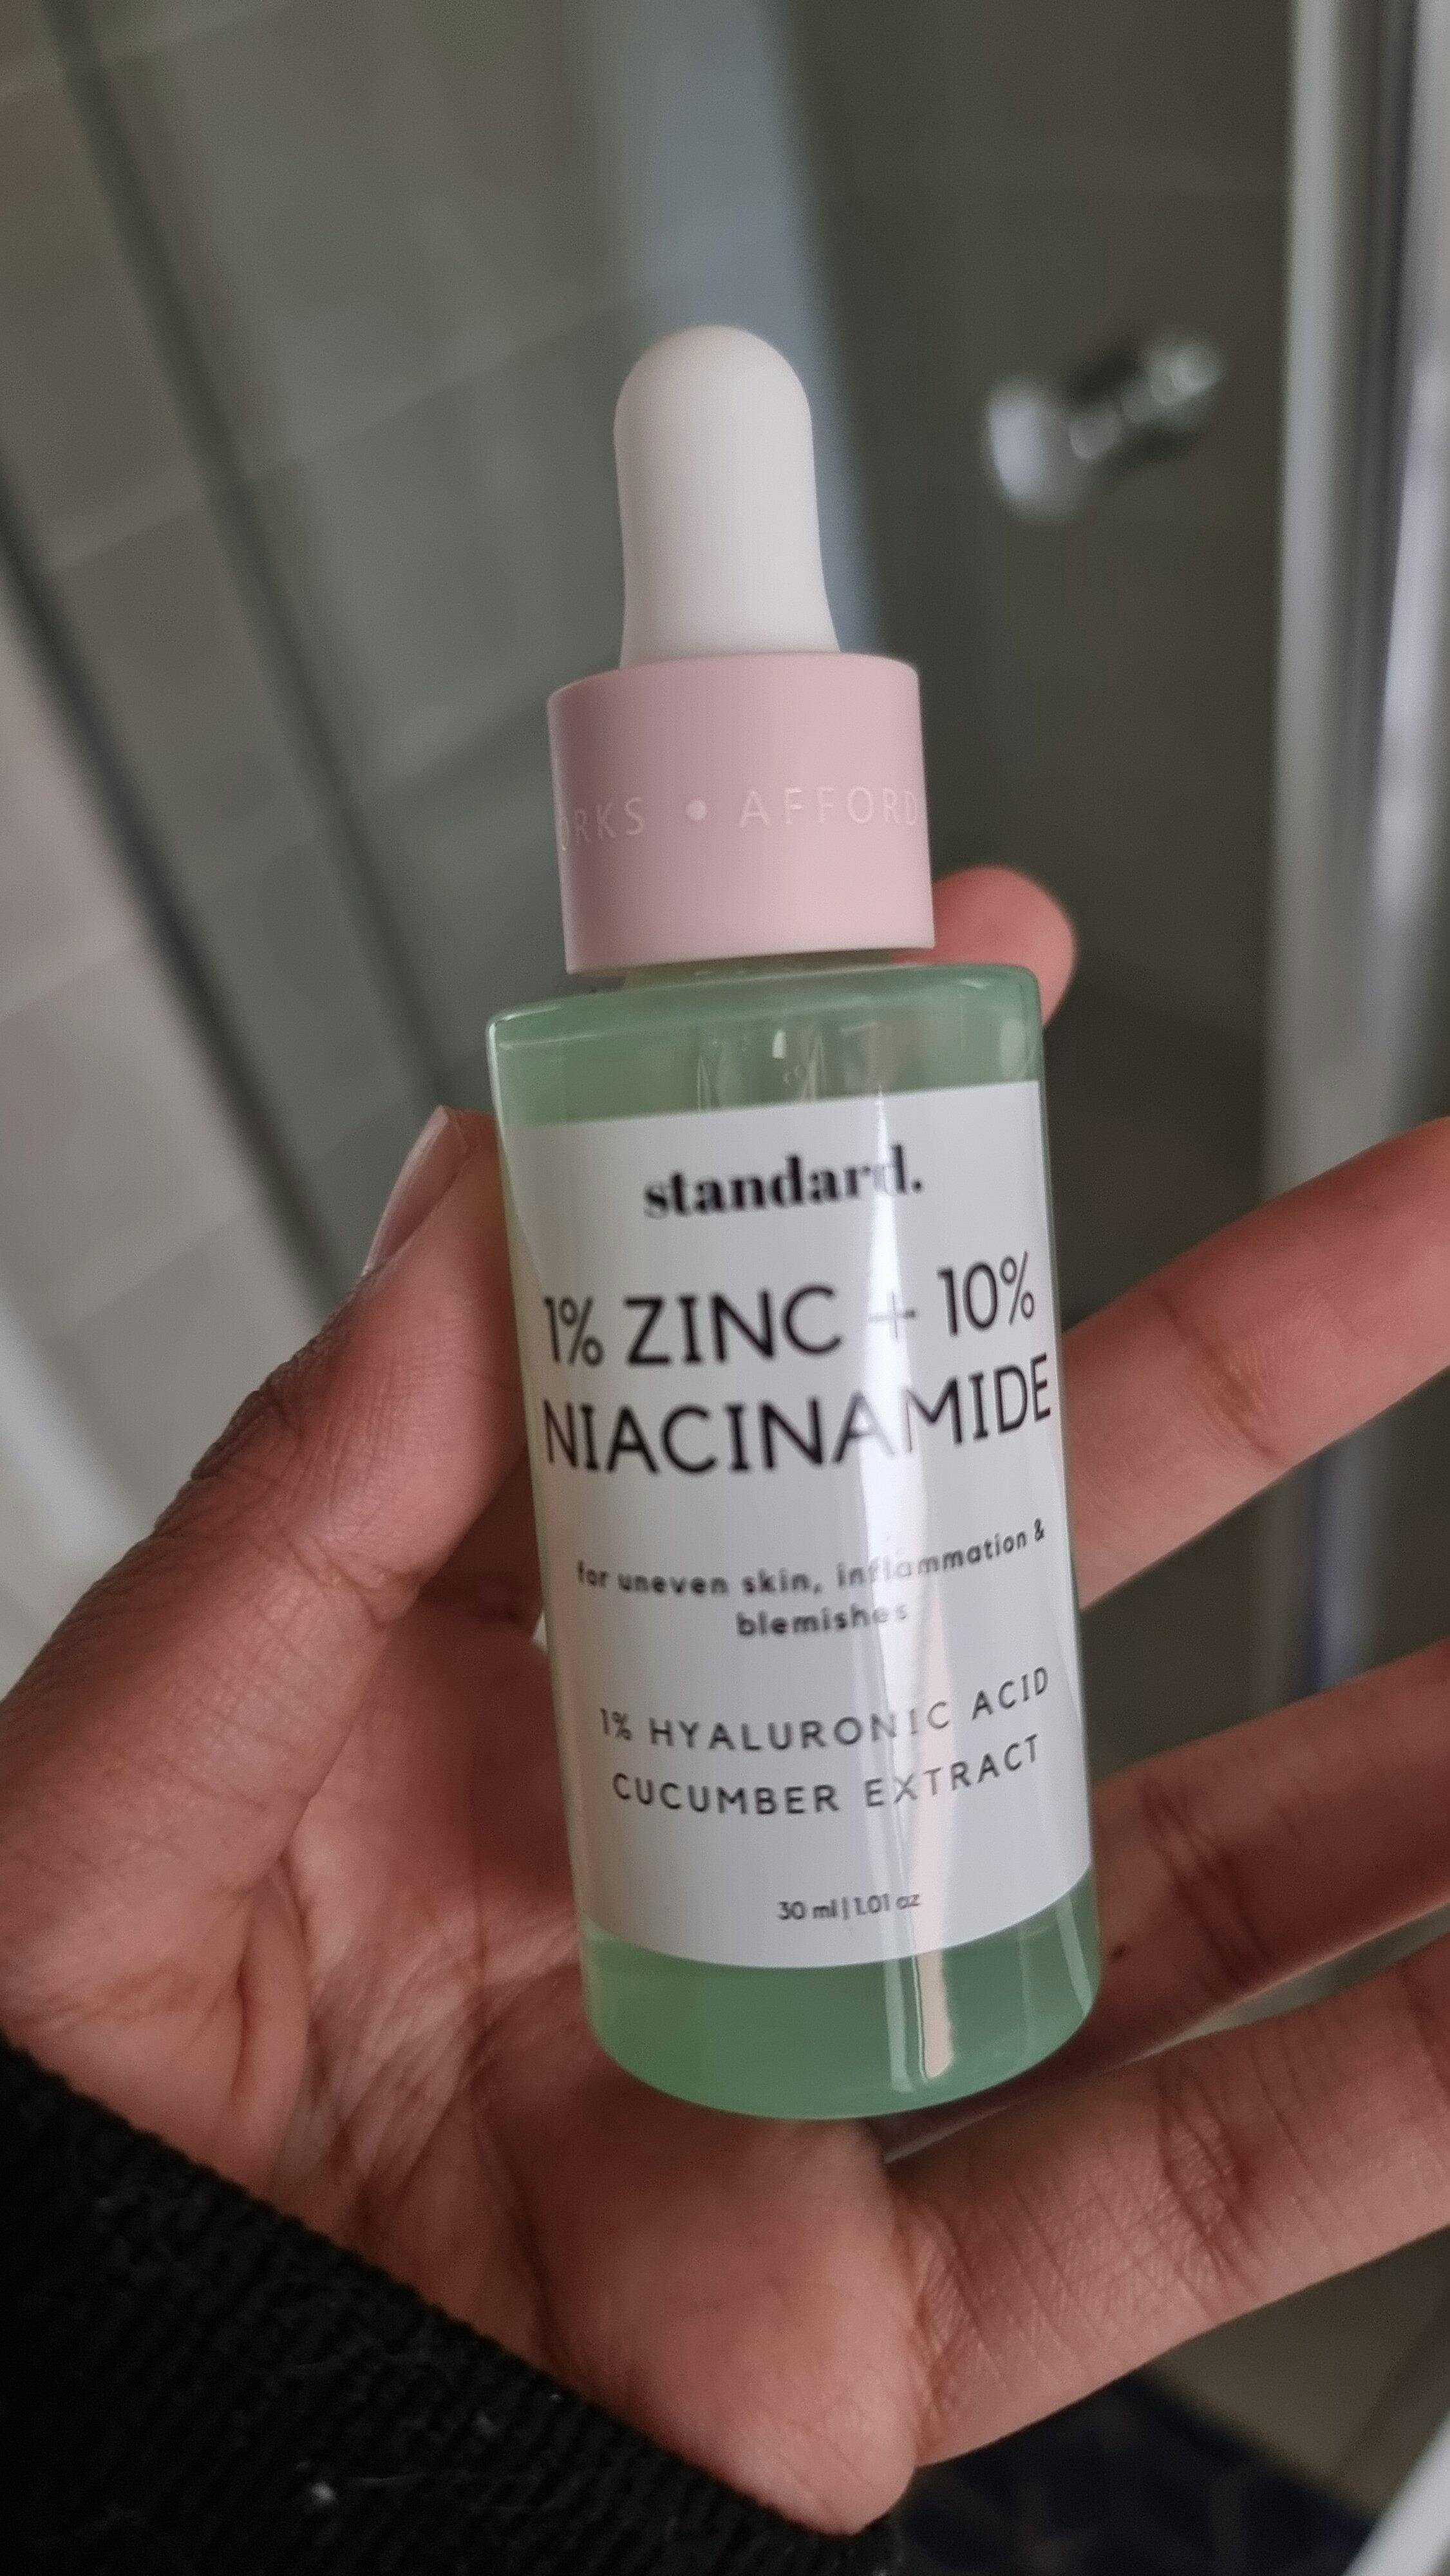 ORKS • AFFORD
standard.
1% ZINC + 10%
NIACINAMIDE
for uneven skin, inflammation &
blemishes
1% HYALURONIC ACID
CUCUMBER EXTRACT
30 ml | 1.01 oz